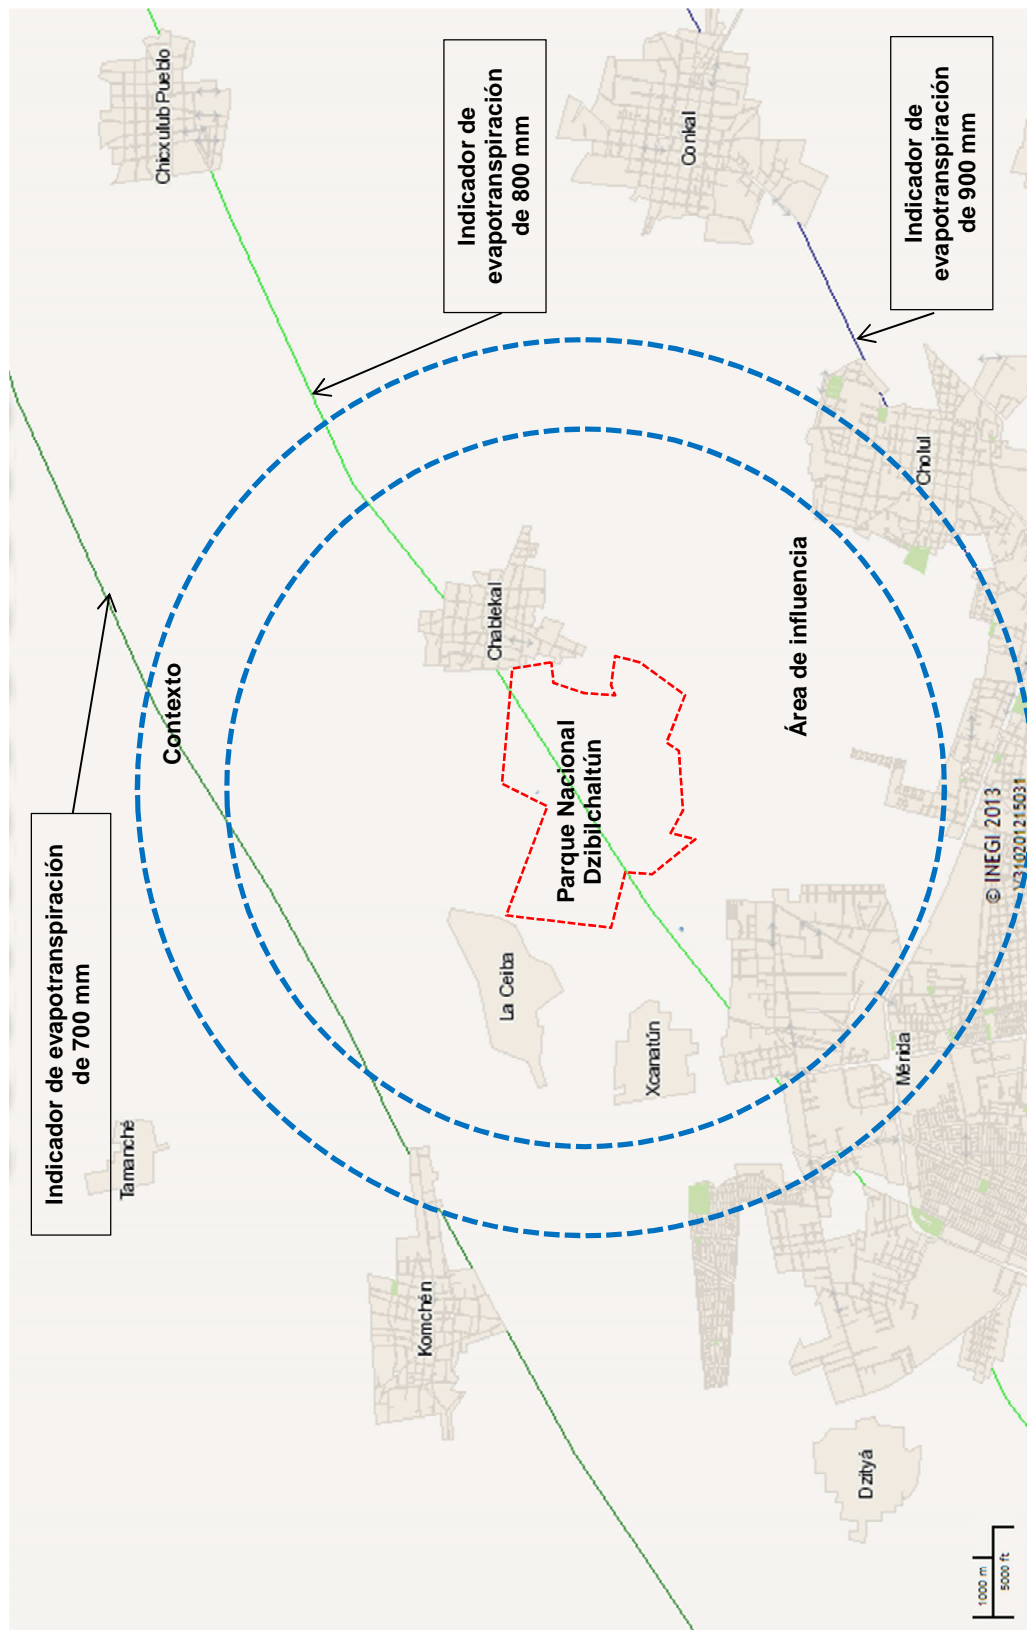 Indicador de evapotranspiración
de 700 mm
Tamanché
Chicxulub Pueblo
Contexto
Komchén
Indicador de
evapotranspiración
de 800 mm
Chablekal
La Ceiba
Parque Nacional
Dzibilchaltún
Xcanatún
Conkal
Área de influencia
Dzityá
Mérida
Cholul
Indicador de
evapotranspiración
de 900 mm
1000 m
5000 ft
© INEGI 2013
V310201215031